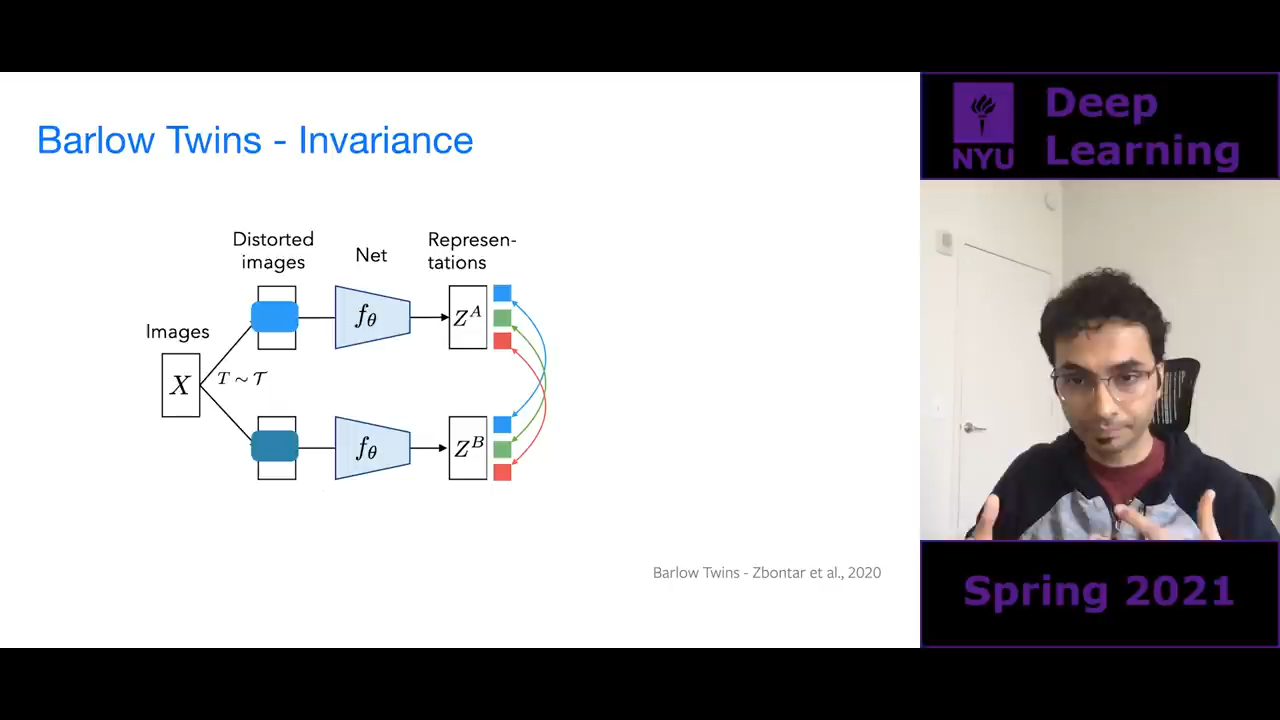 Barlow Twins - Invariance
Distorted
images
Net
Represen-
tations
Images
X
T ~ 𝒯
fθ
Z^A
fθ
Z^B
Barlow Twins - Zbontar et al., 2020
NYU
Deep
Learning
Spring 2021